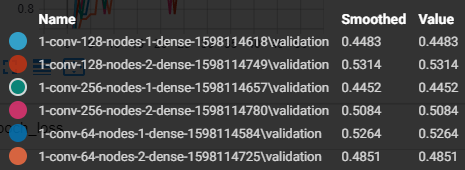 0.8
Name Smoothed Value
1-conv-128-nodes-1-dense-1598114618\validation 0.4483 0.4483
1-conv-128-nodes-2-dense-1598114749\validation 0.5314 0.5314
1-conv-256-nodes-1-dense-1598114657\validation 0.4452 0.4452
1-conv-256-nodes-2-dense-1598114780\validation 0.5084 0.5084
1-conv-64-nodes-1-dense-1598114584\validation 0.5264 0.5264
1-conv-64-nodes-2-dense-1598114725\validation 0.4851 0.4851